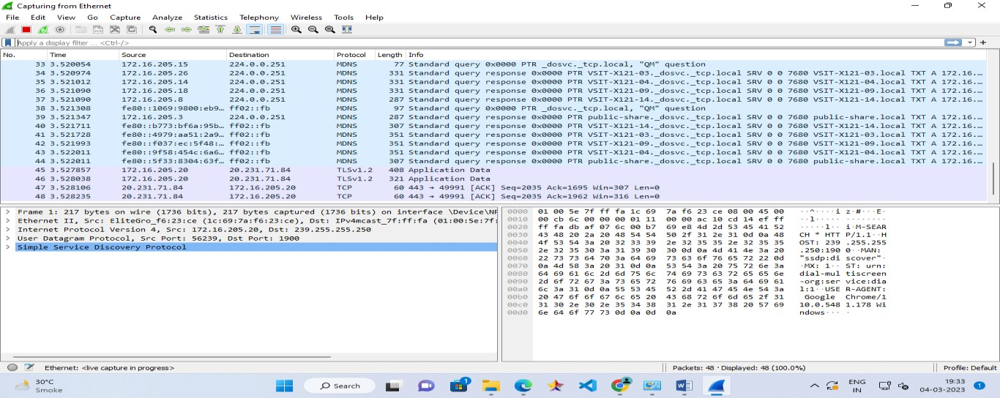 Capturing from Ethernet
File Edit View Go Capture Analyze Statistics Telephony Wireless Tools Help
Apply a display filter ... <Ctrl-/>
No. Time Source Destination Protocol Length Info
33 3.520054 172.16.205.15 224.0.0.251 MDNS 77 Standard query 0x0000 PTR _dosvc._tcp.local, "QM" question
34 3.520974 172.16.205.26 224.0.0.251 MDNS 331 Standard query response 0x0000 PTR VSIT-X121-03._dosvc._tcp.local SRV 0 0 7680 VSIT-X121-03.local TXT A 172.16...
35 3.521012 172.16.205.14 224.0.0.251 MDNS 331 Standard query response 0x0000 PTR VSIT-X121-04._dosvc._tcp.local SRV 0 0 7680 VSIT-X121-04.local TXT A 172.16...
36 3.521090 172.16.205.18 224.0.0.251 MDNS 331 Standard query response 0x0000 PTR VSIT-X121-09._dosvc._tcp.local SRV 0 0 7680 VSIT-X121-09.local TXT A 172.16...
37 3.521090 172.16.205.8 224.0.0.251 MDNS 287 Standard query response 0x0000 PTR VSIT-X121-14._dosvc._tcp.local SRV 0 0 7680 VSIT-X121-14.local TXT A 172.16...
38 3.521308 fe80::1069:9800:eb9… ff02::fb MDNS 97 Standard query 0x0000 PTR _dosvc._tcp.local, "QM" question
39 3.521347 172.16.205.3 224.0.0.251 MDNS 287 Standard query response 0x0000 PTR public-share._dosvc._tcp.local SRV 0 0 7680 public-share.local TXT A 172.16...
40 3.521711 fe80::b773:bf6a:95b… ff02::fb MDNS 307 Standard query response 0x0000 PTR VSIT-X121-14._dosvc._tcp.local SRV 0 0 7680 VSIT-X121-14.local TXT A 172.16...
41 3.521728 fe80::4979:aa51:2a9… ff02::fb MDNS 351 Standard query response 0x0000 PTR VSIT-X121-03._dosvc._tcp.local SRV 0 0 7680 VSIT-X121-03.local TXT A 172.16...
42 3.521993 fe80::f037:ec:5f48:… ff02::fb MDNS 351 Standard query response 0x0000 PTR VSIT-X121-09._dosvc._tcp.local SRV 0 0 7680 VSIT-X121-09.local TXT A 172.16...
43 3.522011 fe80::9f58:454c:6a6… ff02::fb MDNS 351 Standard query response 0x0000 PTR VSIT-X121-04._dosvc._tcp.local SRV 0 0 7680 VSIT-X121-04.local TXT A 172.16...
44 3.522011 fe80::5f33:8304:63f… ff02::fb MDNS 307 Standard query response 0x0000 PTR public-share._dosvc._tcp.local SRV 0 0 7680 public-share.local TXT A 172.16...
45 3.527857 172.16.205.20 20.231.71.84 TLSv1.2 408 Application Data
46 3.528038 172.16.205.20 20.231.71.84 TLSv1.2 321 Application Data
47 3.528106 20.231.71.84 172.16.205.20 TCP 60 443 → 49991 [ACK] Seq=2035 Ack=1695 Win=307 Len=0
48 3.528235 20.231.71.84 172.16.205.20 TCP 60 443 → 49991 [ACK] Seq=2035 Ack=1962 Win=316 Len=0
Frame 1: 217 bytes on wire (1736 bits), 217 bytes captured (1736 bits) on interface \Device\NP
Ethernet II, Src: EliteGro_f6:23:ce (1c:69:7a:f6:23:ce), Dst: IPv4mcast_7f:ff:fa (01:00:5e:7f:
Internet Protocol Version 4, Src: 172.16.205.20, Dst: 239.255.255.250
User Datagram Protocol, Src Port: 56239, Dst Port: 1900
Simple Service Discovery Protocol
0000 01 00 5e 7f ff fa 1c 69 7a f6 23 ce 08 00 45 00 ··^····i z·#···E·
0010 00 cb 6c 00 00 00 01 11 00 00 ac 10 cd 14 ef ff ··l····· ········
0020 ff fa db af 07 6c 00 b7 69 e8 4d 2d 53 45 41 52 ·····l·· i·M-SEAR
0030 43 48 20 2a 20 48 54 54 50 2f 31 2e 31 0d 0a 48 CH * HTT P/1.1··H
0040 4f 53 54 3a 20 32 33 39 2e 32 35 35 2e 32 35 35 OST: 239 .255.255
0050 2e 32 35 30 3a 31 39 30 30 0d 0a 4d 41 4e 3a 20 .250:190 0··MAN:
0060 22 73 73 64 70 3a 64 69 73 63 6f 76 65 72 22 0d "ssdp:di scover"·
0070 0a 4d 58 3a 20 31 0d 0a 53 54 3a 20 75 72 6e 3a ·MX: 1·· ST: urn:
0080 64 69 61 6c 2d 6d 75 6c 74 69 73 63 72 65 65 6e dial-mul tiscreen
0090 2d 6f 72 67 3a 73 65 72 76 69 63 65 3a 64 69 61 -org:ser vice:dia
00a0 6c 3a 31 0d 0a 55 53 45 52 2d 41 47 45 4e 54 3a l:1··USE R-AGENT:
00b0 20 47 6f 6f 67 6c 65 20 43 68 72 6f 6d 65 2f 31 Google Chrome/1
00c0 31 30 2e 30 2e 35 34 38 31 2e 31 37 38 20 57 69 10.0.548 1.178 Wi
00d0 6e 64 6f 77 73 0d 0a 0d 0a ndows··· ·
Ethernet: <live capture in progress>
Packets: 48 · Displayed: 48 (100.0%)
Profile: Default
30°C
Smoke
Search
1
ENG
IN
19:33
04-03-2023
1